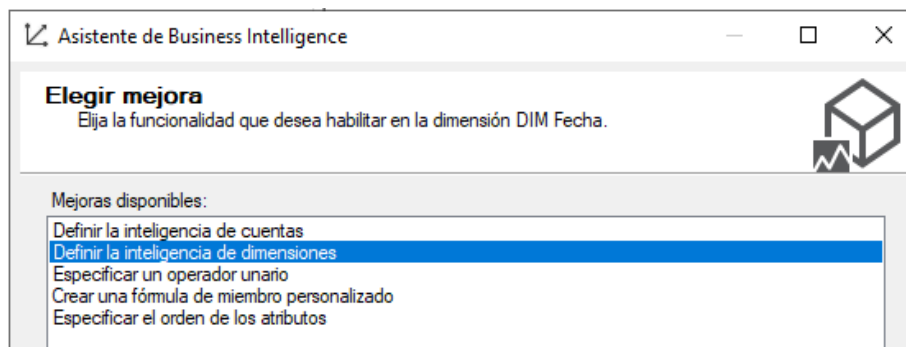 Asistente de Business Intelligence
Elegir mejora
Elija la funcionalidad que desea habilitar en la dimensión DIM Fecha.
Mejoras disponibles:
Definir la inteligencia de cuentas
Definir la inteligencia de dimensiones
Especificar un operador unario
Crear una fórmula de miembro personalizado
Especificar el orden de los atributos